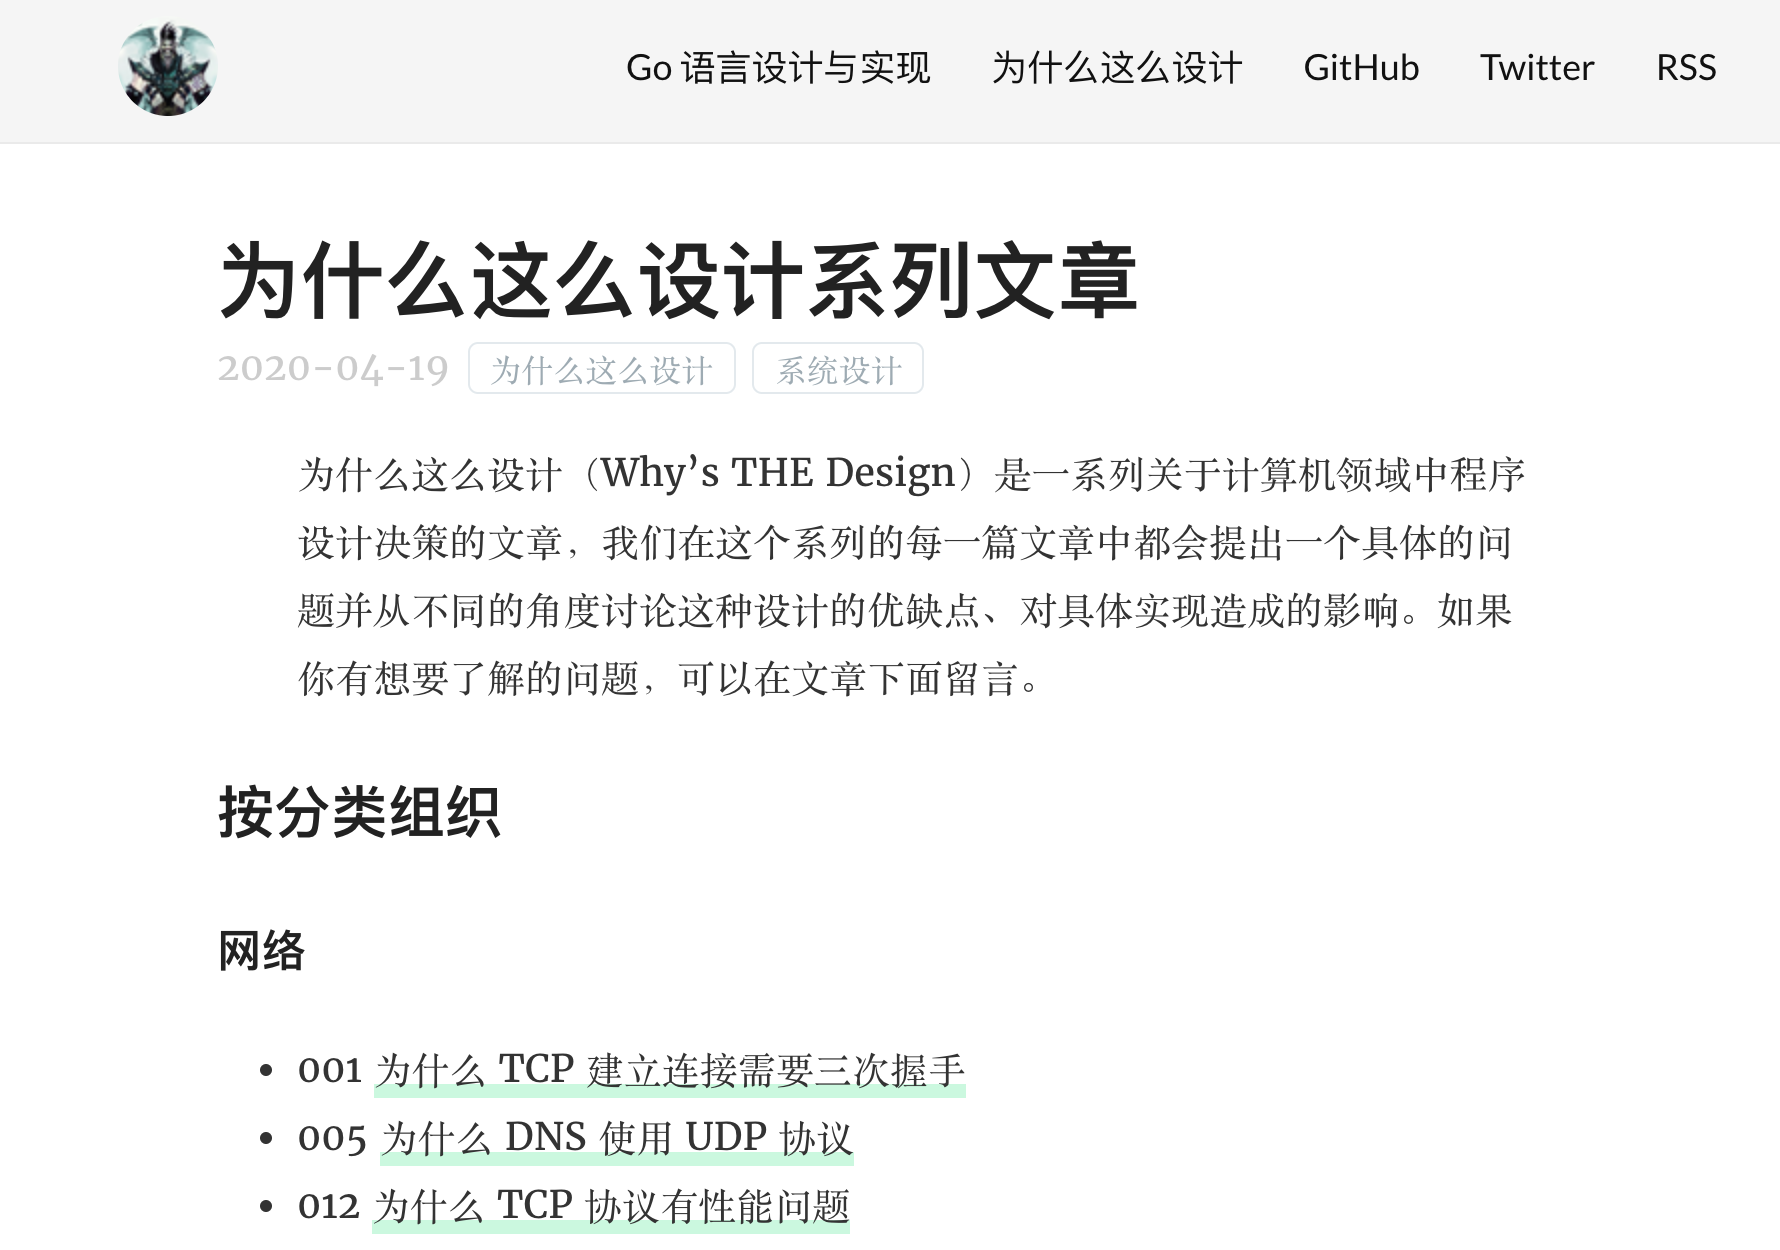 Go 语言设计与实现 为什么这么设计 GitHub Twitter RSS
为什么这么设计系列文章
2020-04-19 为什么这么设计 系统设计
为什么这么设计（Why’s THE Design）是一系列关于计算机领域中程序
设计决策的文章，我们在这个系列的每一篇文章中都会提出一个具体的问
题并从不同的角度讨论这种设计的优缺点、对具体实现造成的影响。如果
你有想要了解的问题，可以在文章下面留言。
按分类组织
网络
• 001 为什么 TCP 建立连接需要三次握手
• 005 为什么 DNS 使用 UDP 协议
• 012 为什么 TCP 协议有性能问题